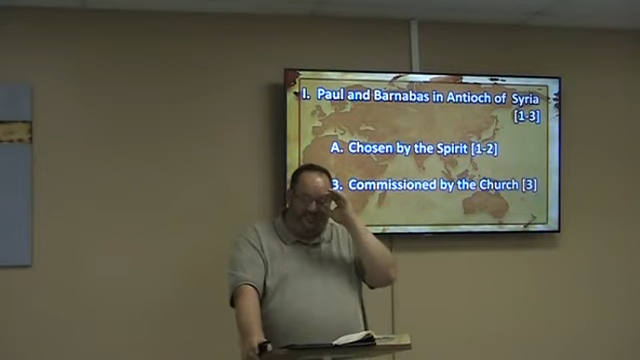 I. Paul and Barnabas in Antioch of Syria
[1-3]
A. Chosen by the Spirit [1-2]
B. Commissioned by the Church [3]